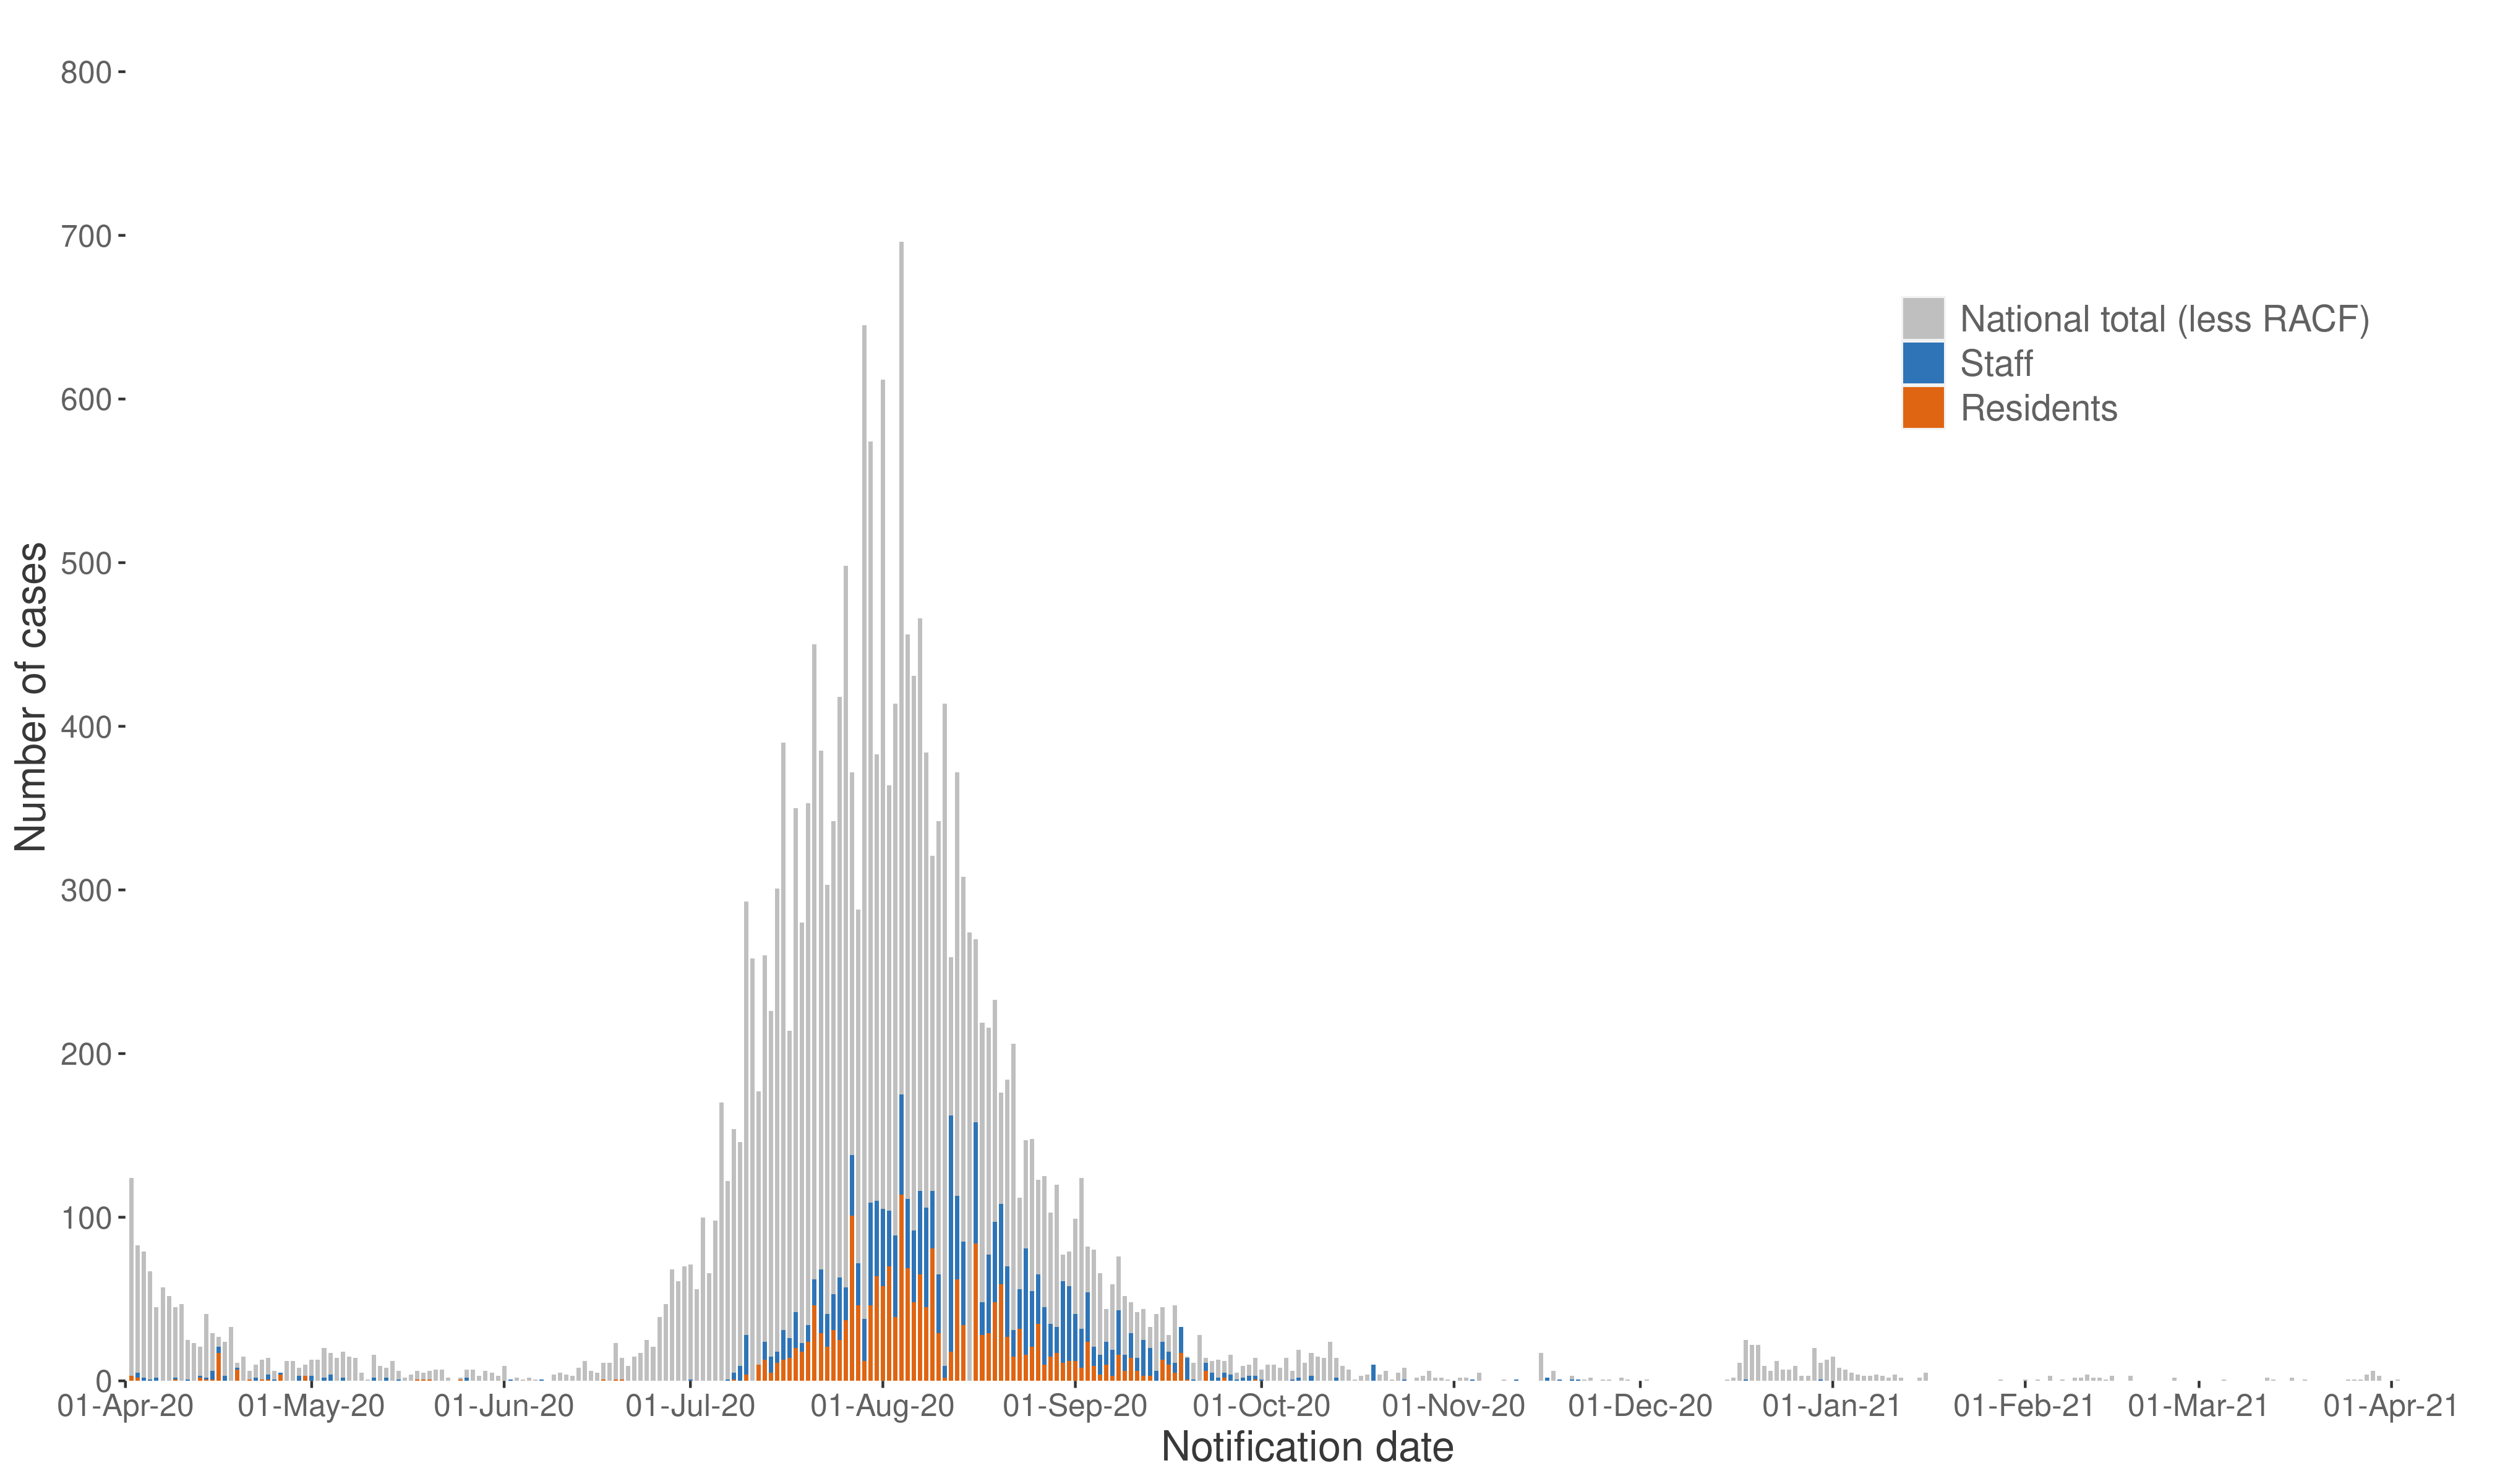 800
700
600
500
400
300
200
100
0
Number of cases
National total (less RACF)
Staff
Residents
01-Apr-20 01-May-20 01-Jun-20 01-Jul-20 01-Aug-20 01-Sep-20 01-Oct-20 01-Nov-20 01-Dec-20 01-Jan-21 01-Feb-21 01-Mar-21 01-Apr-21
Notification date